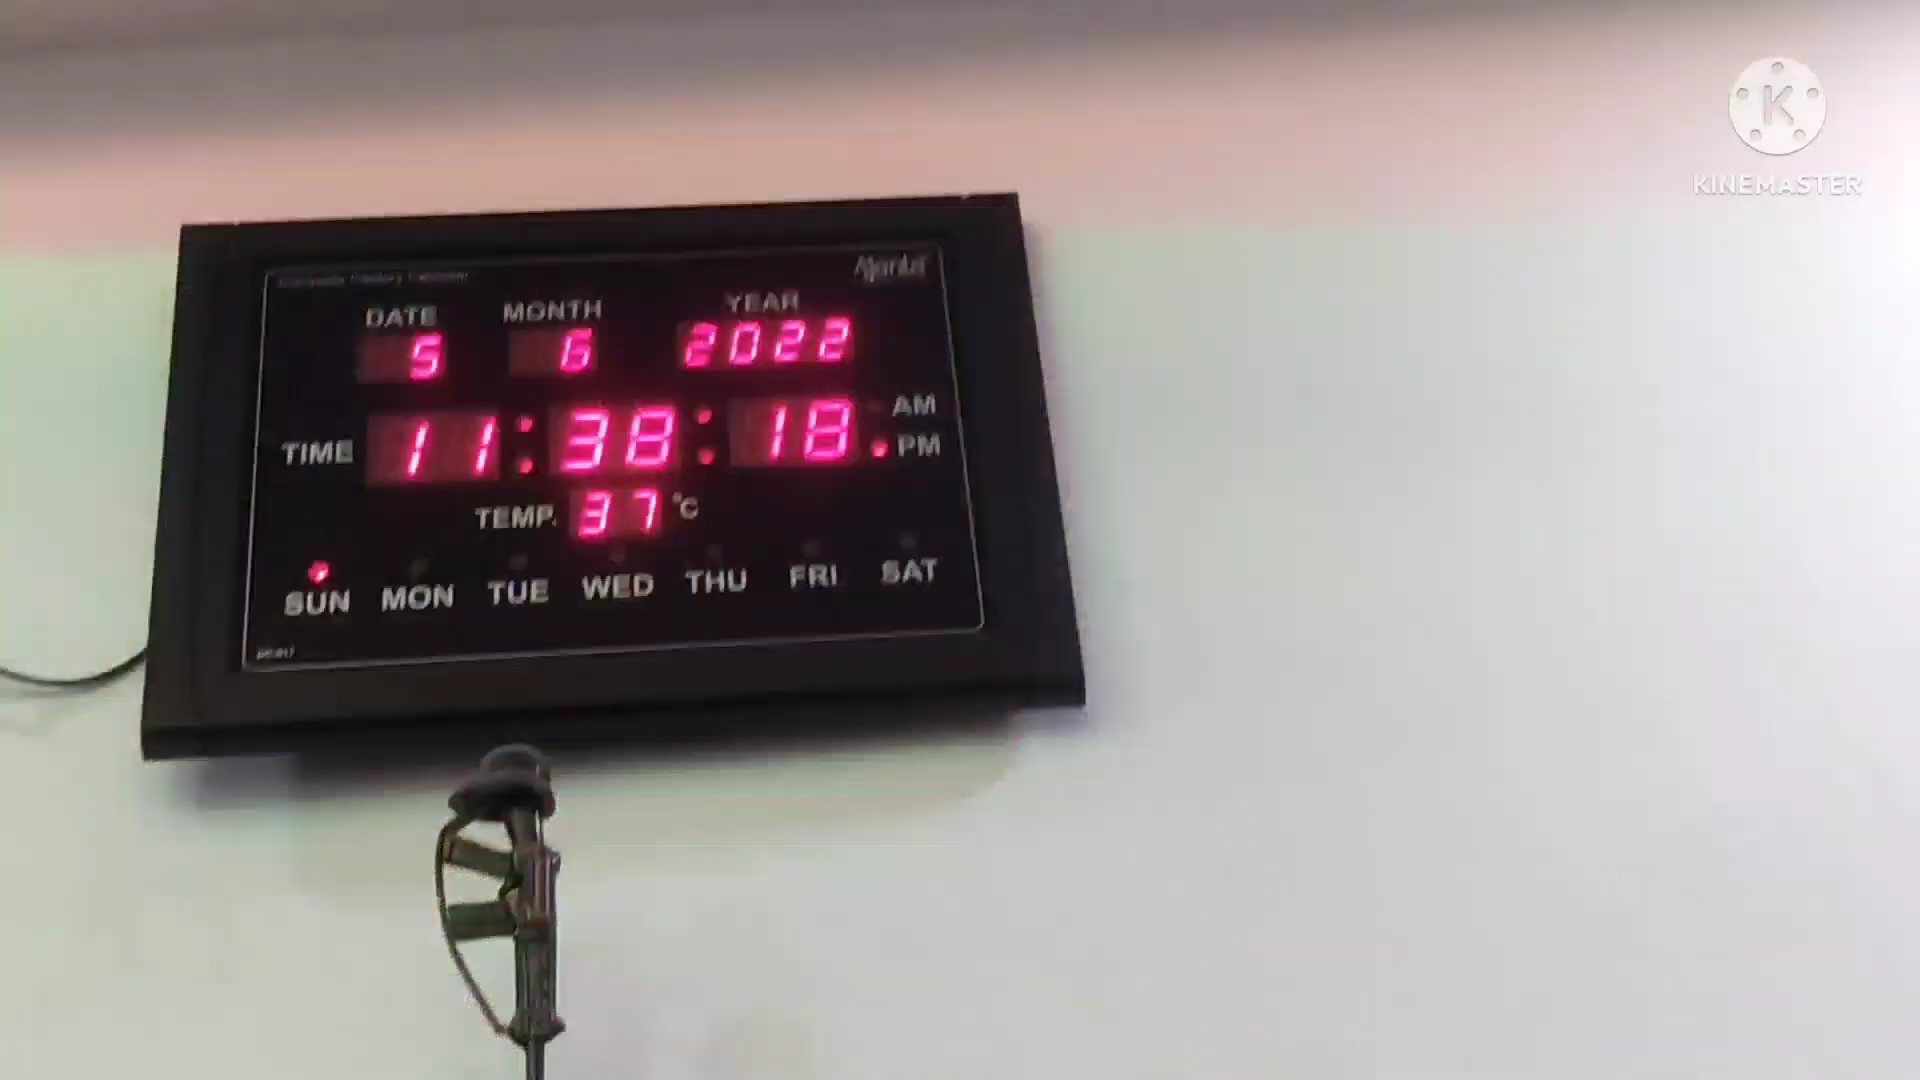 KINEMASTER
Ajanta
DATE MONTH YEAR
5 6 2022
AM
TIME 11:38:18 PM
TEMP. 37 °C
SUN MON TUE WED THU FRI SAT